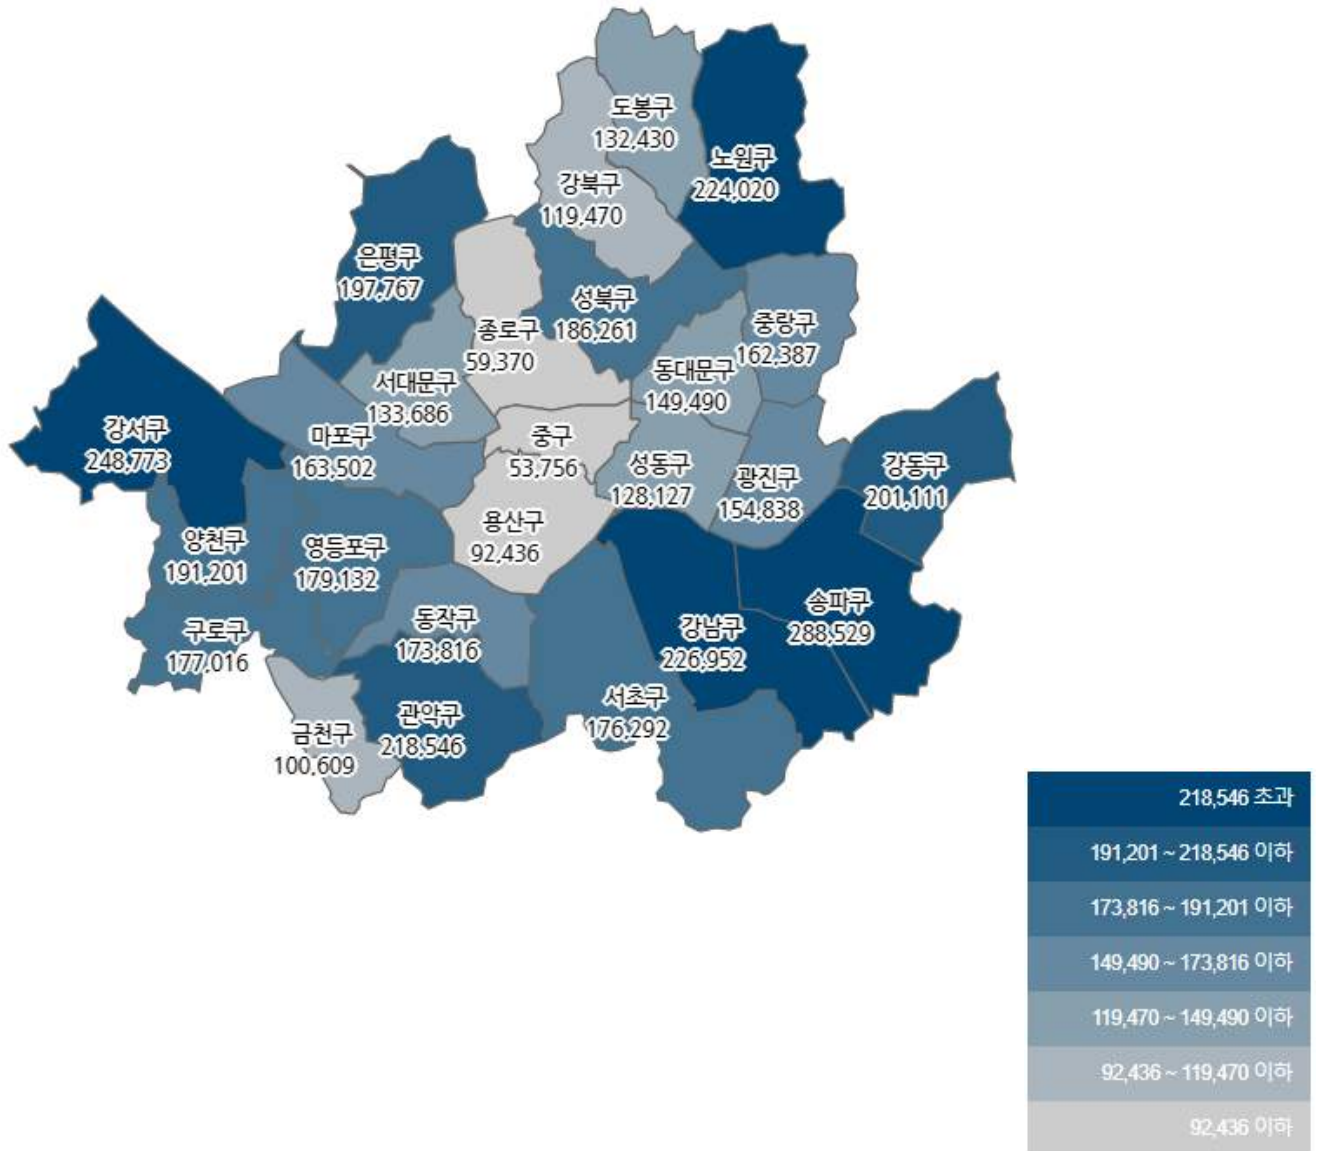 도봉구
132,430
노원구
224,020
강북구
119,470
은평구
197,767
성북구
186,261
종로구
59,370
중랑구
162,387
동대문구
149,490
서대문구
133,686
강서구
248,773
마포구
163,502
중구
53,756
성동구
128,127
광진구
154,838
강동구
201,111
용산구
92,436
양천구
191,201
영등포구
179,132
구로구
177,016
동작구
173,816
강남구
226,952
송파구
288,529
서초구
176,292
관악구
218,546
금천구
100,609
218,546 초과
191,201 ~ 218,546 이하
173,816 ~ 191,201 이하
149,490 ~ 173,816 이하
119,470 ~ 149,490 이하
92,436 ~ 119,470 이하
92,436 이하